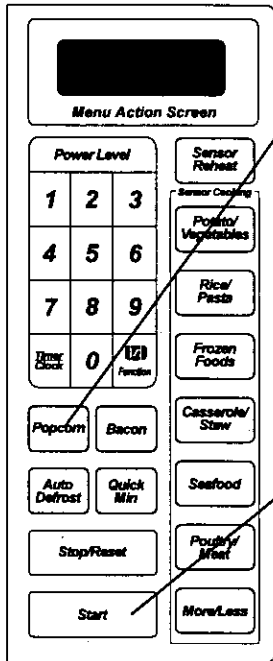 Menu Action Screen
Power Level
1 2 3
4 5 6
7 8 9
Timer
Clock
0
Function
Popcorn
Bacon
Auto
Defrost
Quick
Min
Stop/Reset
Start
Sensor
Reheat
Sensor Cooking
Potato/
Vegetables
Rice/
Pasta
Frozen
Foods
Casserole/
Stew
Seafood
Poultry/
Meat
More/Less